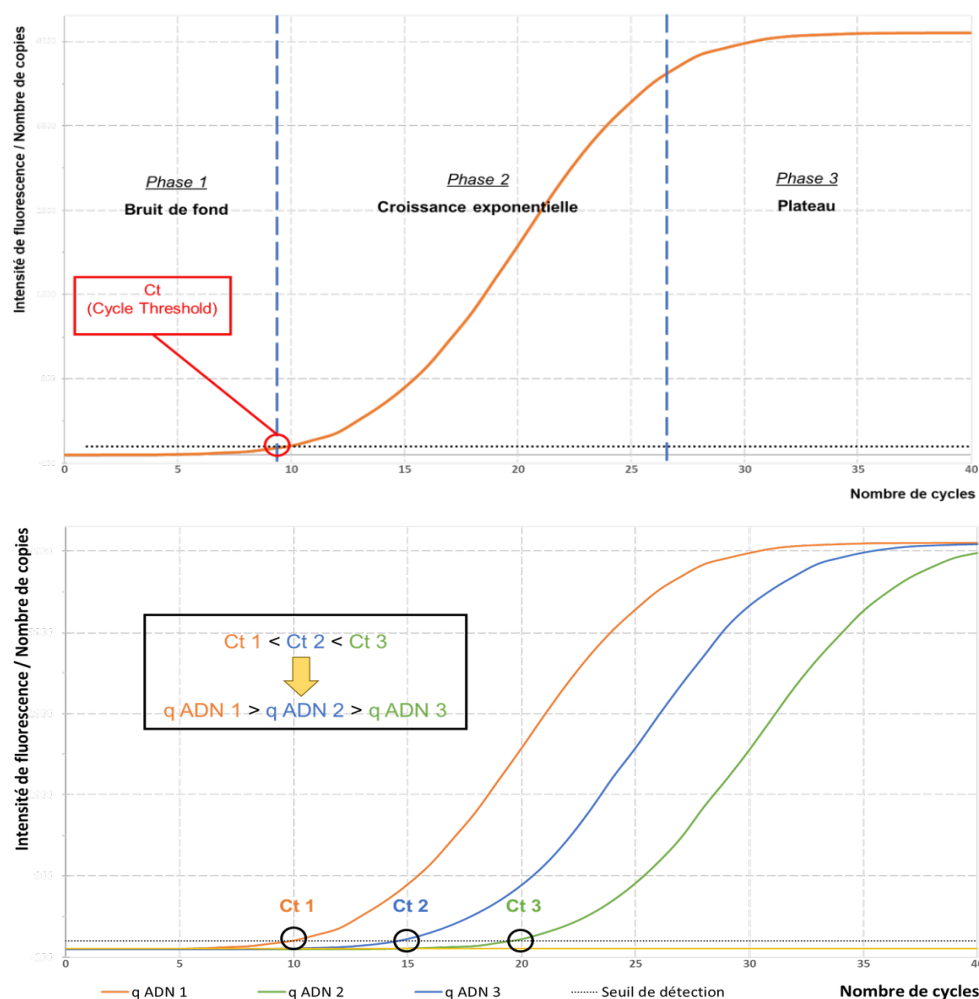 Intensité de fluorescence / Nombre de copies
Phase 1
Bruit de fond
Phase 2
Croissance exponentielle
Phase 3
Plateau
Ct
(Cycle Threshold)
0 5 10 15 20 25 30 35 40
Nombre de cycles
Intensité de fluorescence / Nombre de copies
Ct 1 < Ct 2 < Ct 3
q ADN 1 > q ADN 2 > q ADN 3
Ct 1 Ct 2 Ct 3
0 5 10 15 20 25 30 35 40
q ADN 1 q ADN 2 q ADN 3 Seuil de détection Nombre de cycles